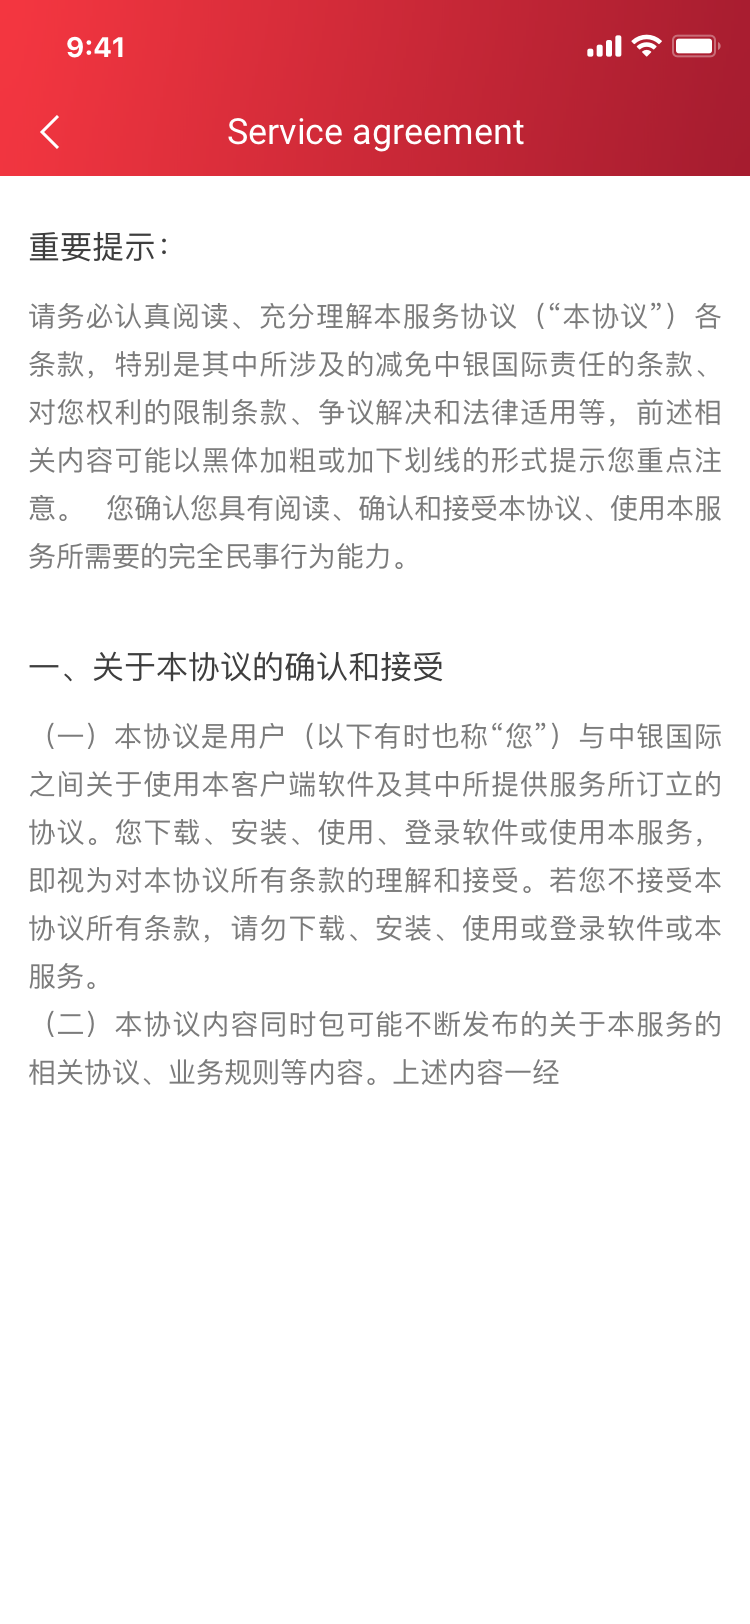 9:41
Service agreement
重要提示：
请务必认真阅读、充分理解本服务协议（“本协议”）各
条款，特别是其中所涉及的减免中银国际责任的条款、
对您权利的限制条款、争议解决和法律适用等，前述相
关内容可能以黑体加粗或加下划线的形式提示您重点注
意。 您确认您具有阅读、确认和接受本协议、使用本服
务所需要的完全民事行为能力。
一、关于本协议的确认和接受
（一）本协议是用户（以下有时也称“您”）与中银国际
之间关于使用本客户端软件及其中所提供服务所订立的
协议。您下载、安装、使用、登录软件或使用本服务，
即视为对本协议所有条款的理解和接受。若您不接受本
协议所有条款，请勿下载、安装、使用或登录软件或本
服务。
（二）本协议内容同时包可能不断发布的关于本服务的
相关协议、业务规则等内容。上述内容一经